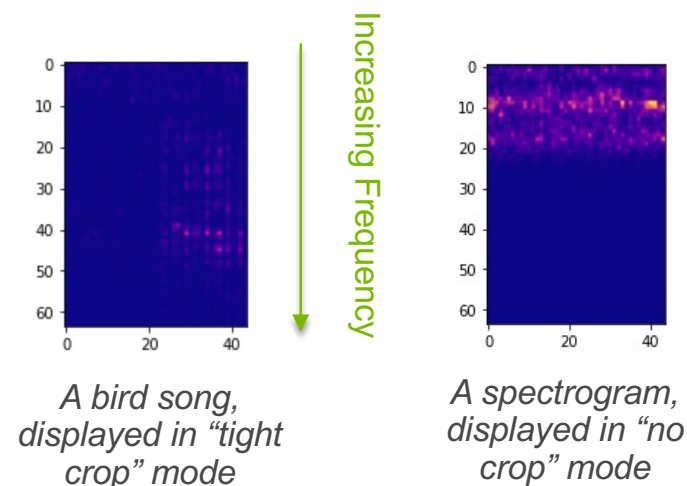 0
10
20
30
40
50
60
0 20 40
A bird song,
displayed in “tight
crop” mode
Increasing Frequency
0
10
20
30
40
50
60
0 20 40
A spectrogram,
displayed in “no
crop” mode